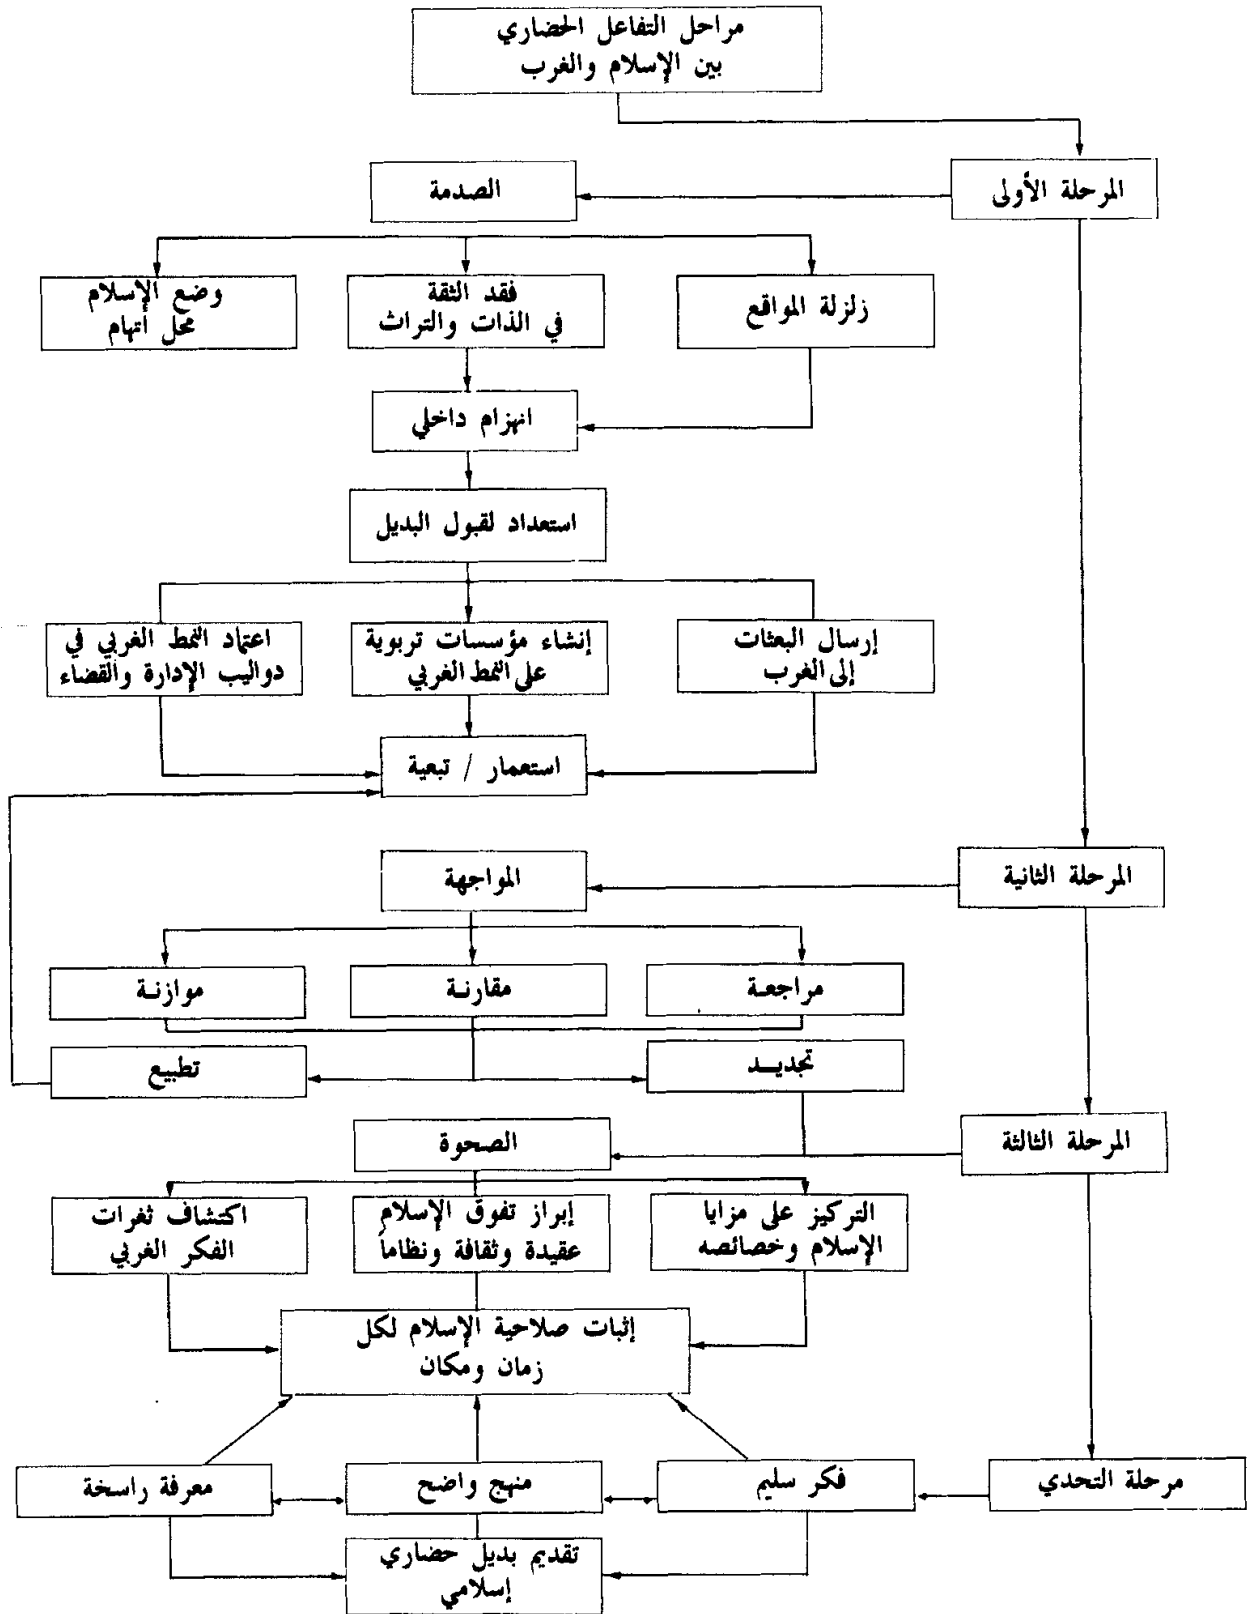 مراحل التفاعل الحضاري
بين الإسلام والغرب
المرحلة الأولى
الصدمة
زلزلة المواقع
فقد الثقة
في الذات والتراث
وضع الإسلام
محل اتهام
انهزام داخلي
استعداد لقبول البديل
إرسال البعثات
إلى الغرب
إنشاء مؤسسات تربوية
على النمط الغربي
اعتماد النمط الغربي في
دواليب الإدارة والقضاء
استعمار / تبعية
المرحلة الثانية
المواجهة
مراجعة
مقارنة
موازنة
تجديد
تطبيع
المرحلة الثالثة
الصحوة
التركيز على مزايا
الإسلام وخصائصه
إبراز تفوق الإسلام
عقيدة وثقافة ونظاماً
اكتشاف ثغرات
الفكر الغربي
إثبات صلاحية الإسلام لكل
زمان ومكان
مرحلة التحدي
فكر سليم
منهج واضح
معرفة راسخة
تقديم بديل حضاري
إسلامي